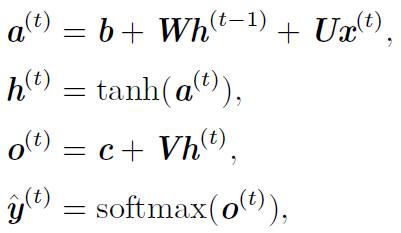 a^(t) = b + Wh^(t−1) + Ux^(t),
h^(t) = tanh(a^(t)),
o^(t) = c + Vh^(t),
ŷ^(t) = softmax(o^(t)),